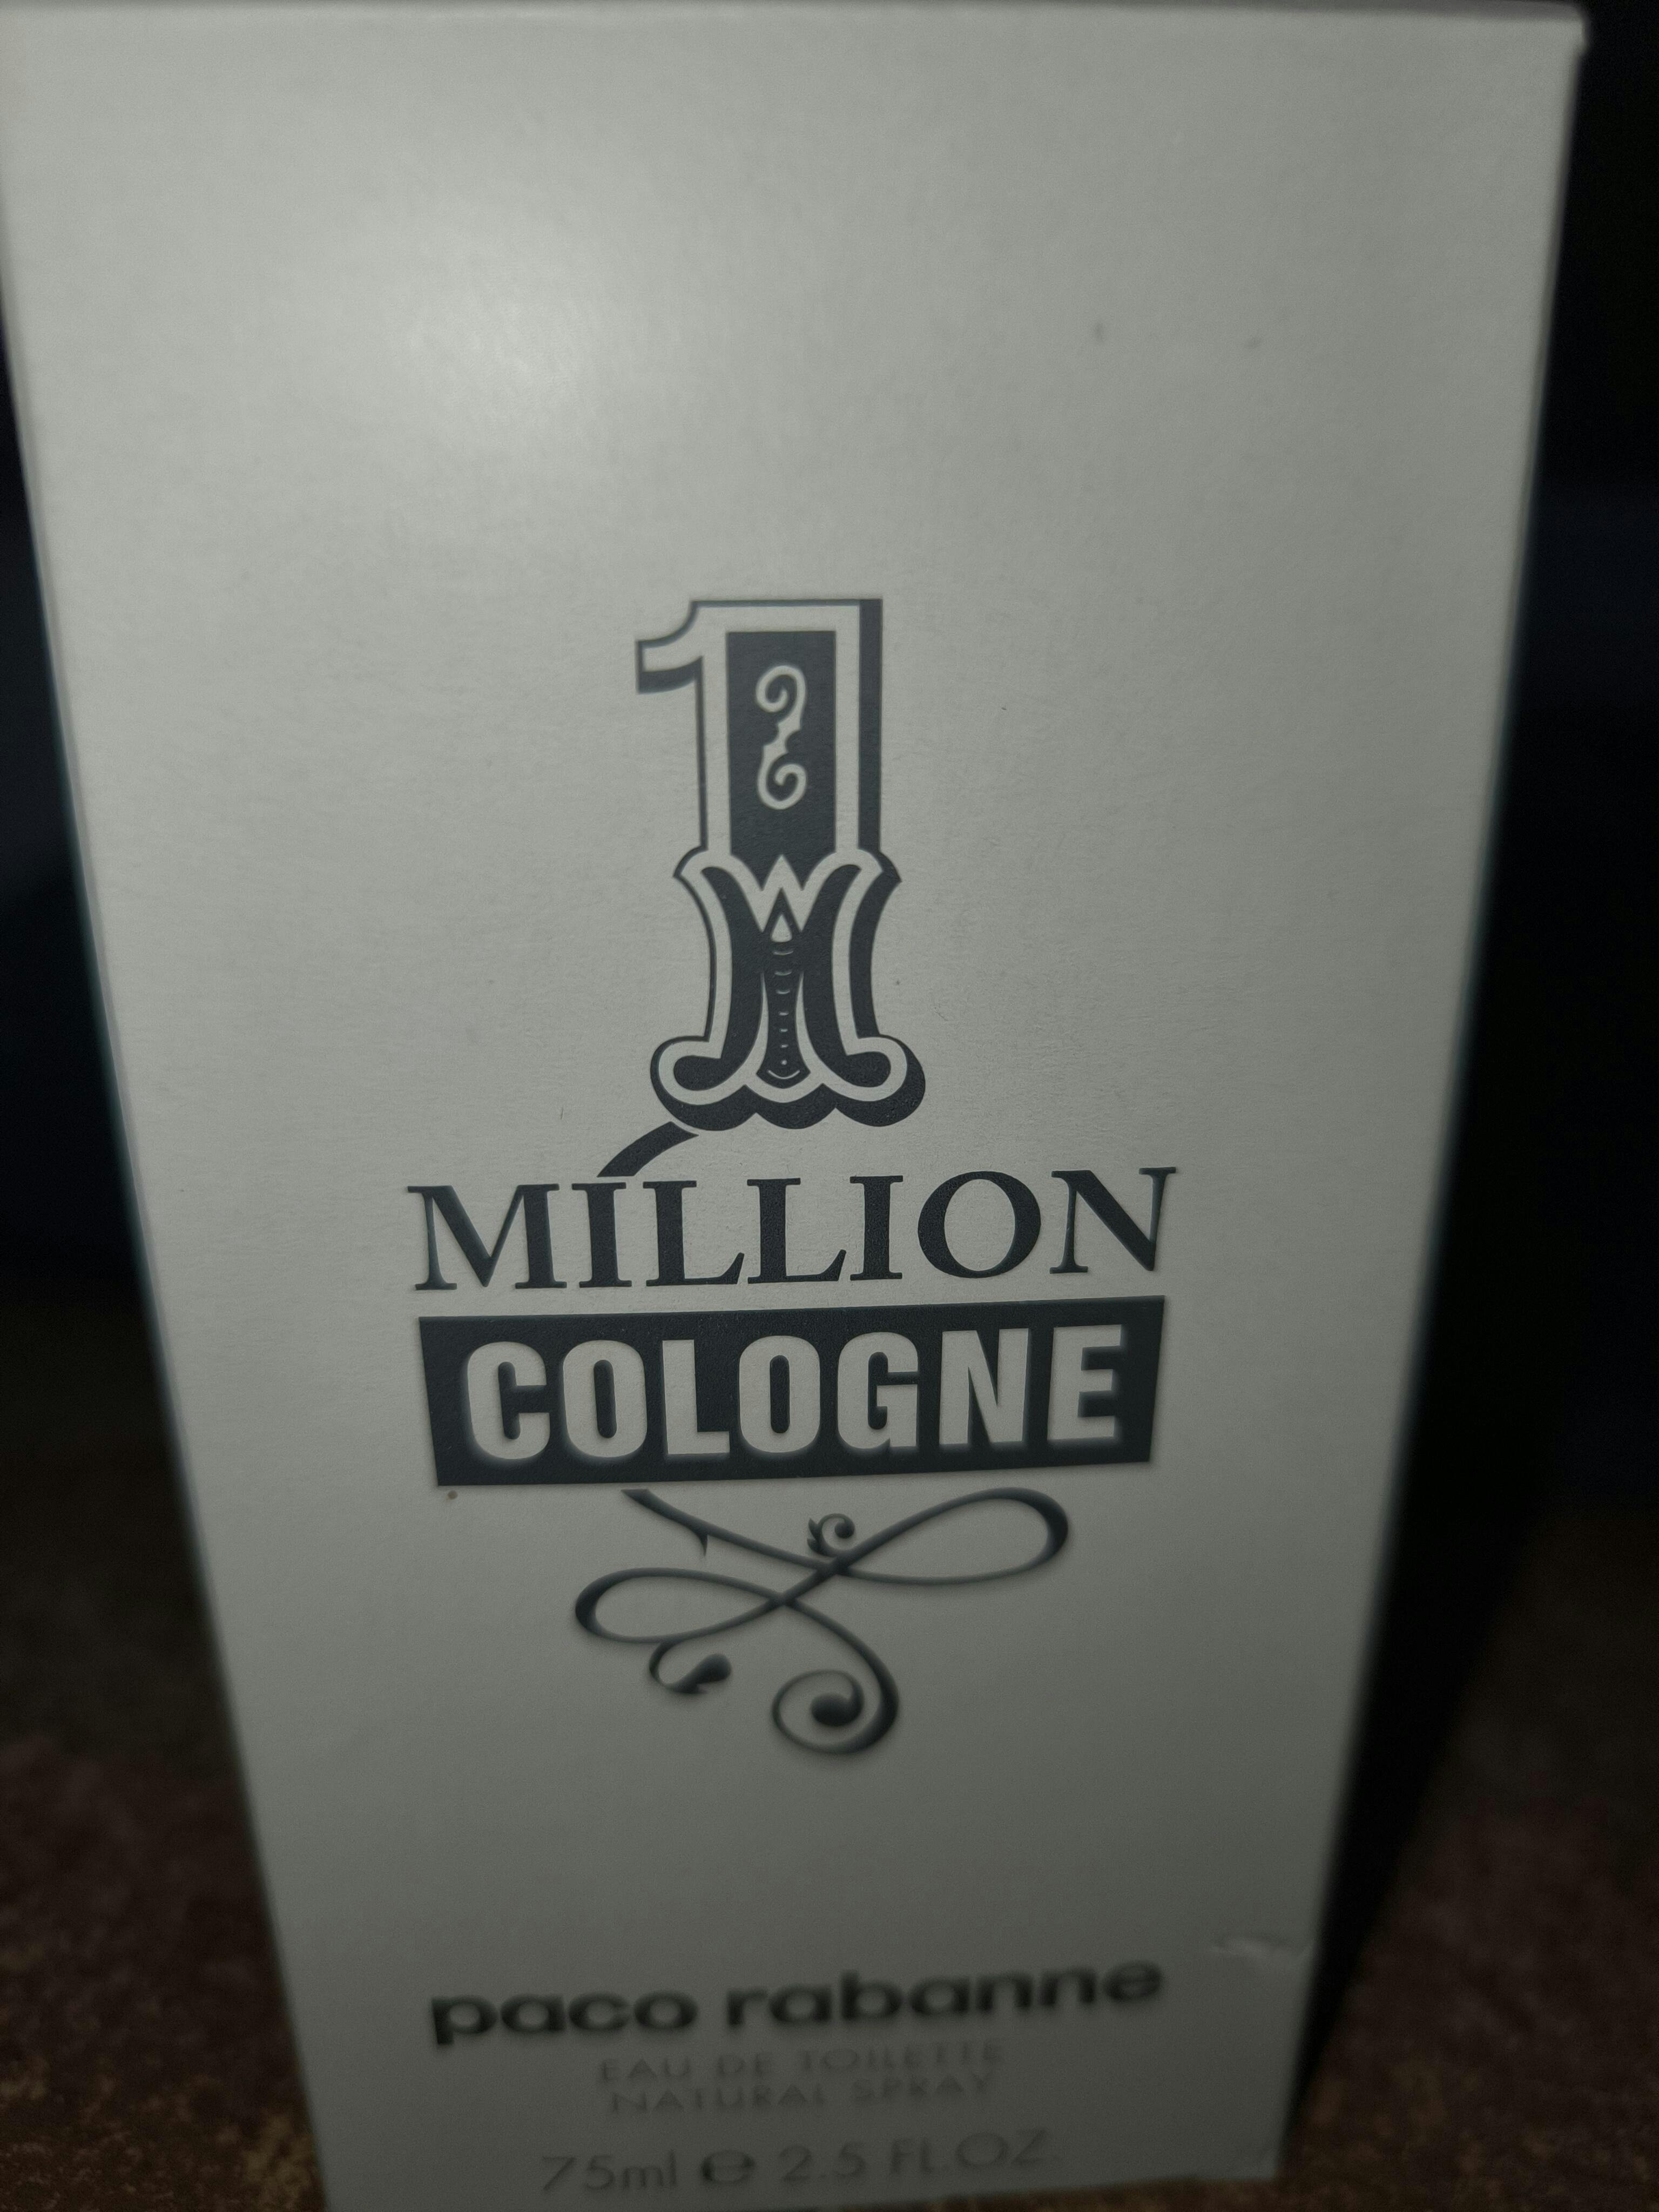 1
MILLION
COLOGNE
paco rabanne
EAU DE TOILETTE
NATURAL SPRAY
75ml e 2.5 FL.OZ